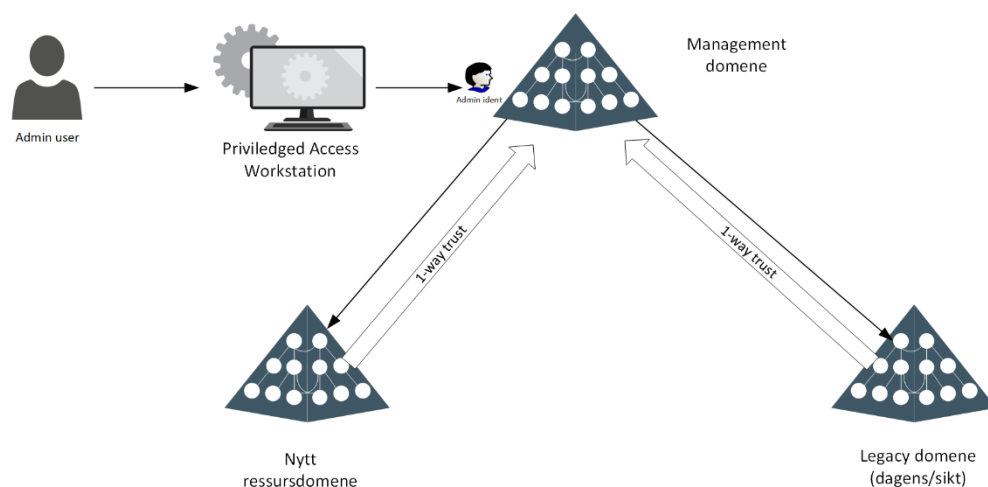 Management
domene
Admin ident
Admin user
Priviledged Access
Workstation
1-way trust
1-way trust
Nytt
ressursdomene
Legacy domene
(dagens/sikt)